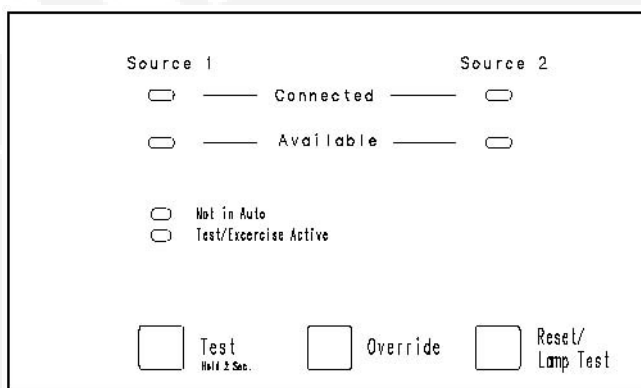 Source 1 Source 2
Connected
Available
Not in Auto
Test/Excercise Active
Test
Hold 2 Sec.
Override
Reset/
Lamp Test